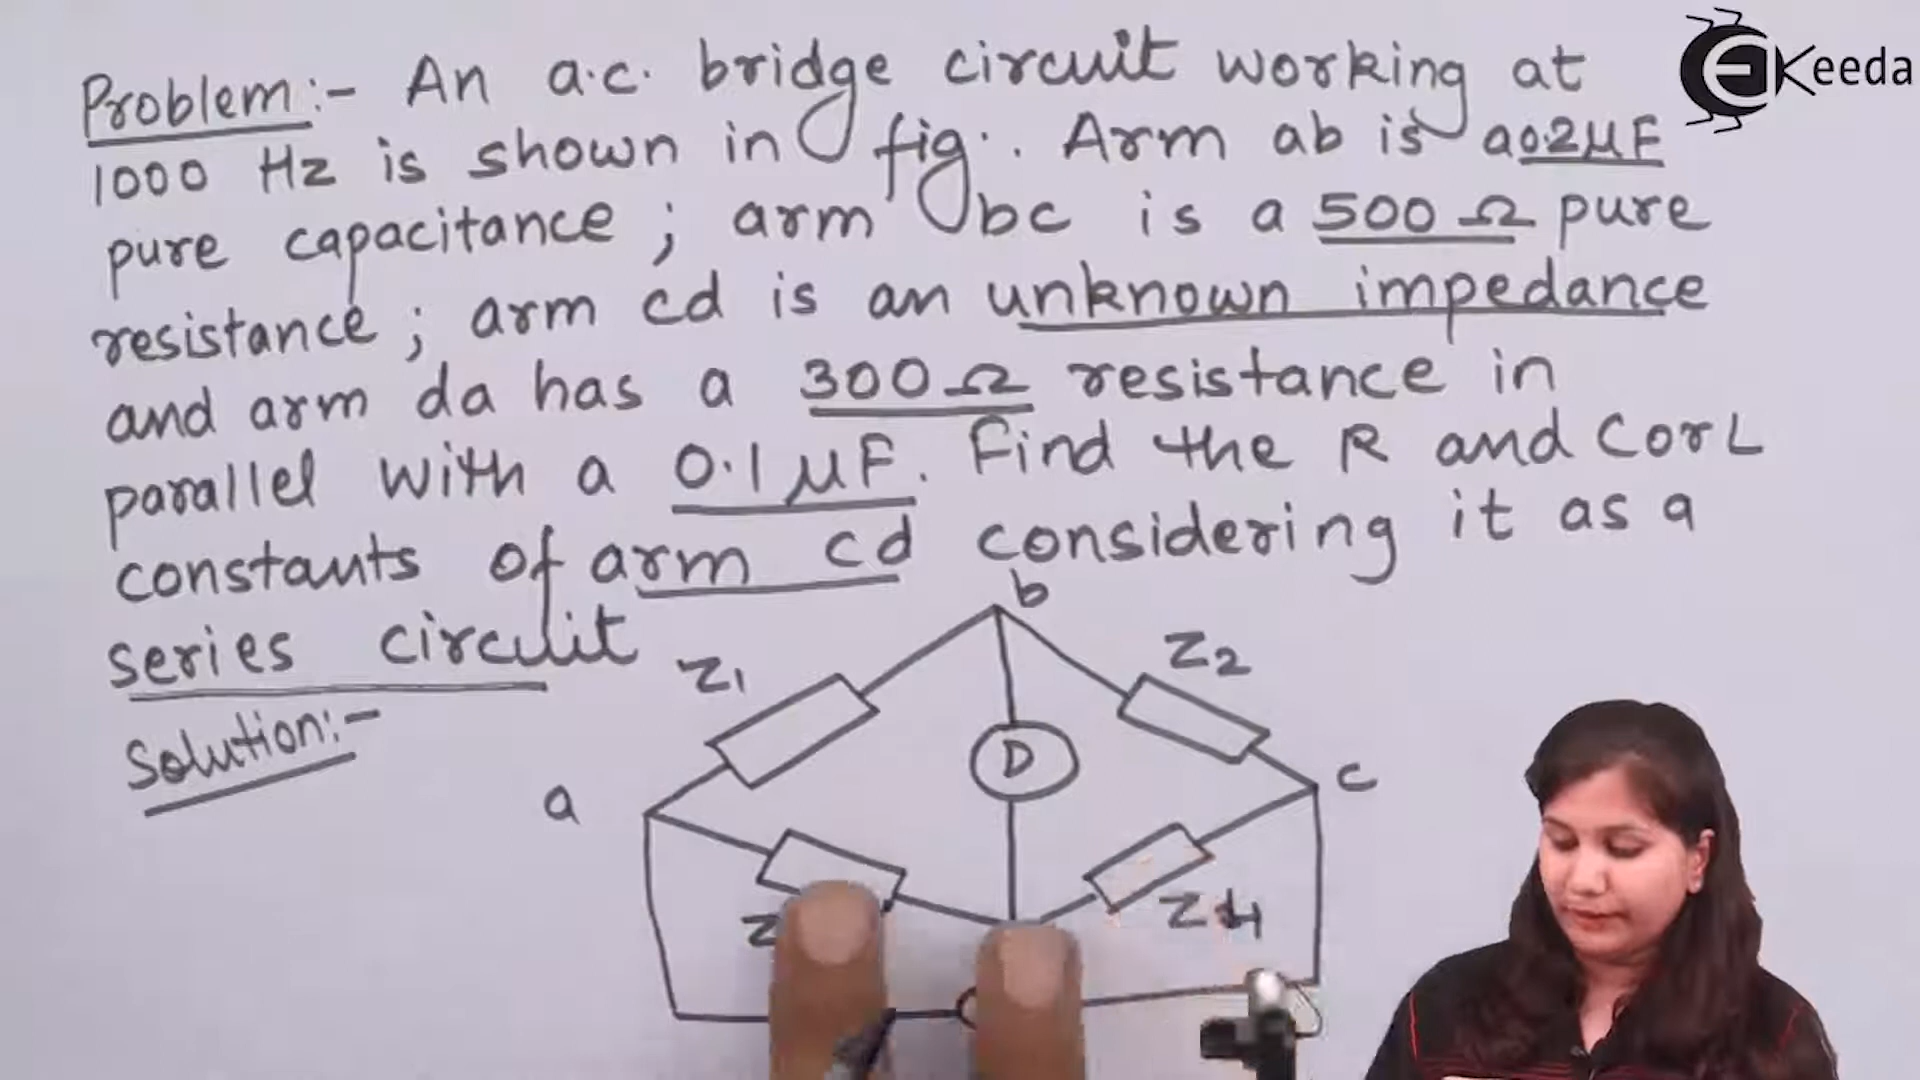 Problem:- An a.c. bridge circuit working at
1000 Hz is shown in fig.. Arm ab is a 0.2µF
pure capacitance ; arm bc is a 500 Ω pure
resistance ; arm cd is an unknown impedance
and arm da has a 300 Ω resistance in
parallel with a 0.1 µF. Find the R and C or L
constants of arm cd considering it as a
series circuit
Solution:-
b
Z1
Z2
D
a
c
Z4
EKeeda